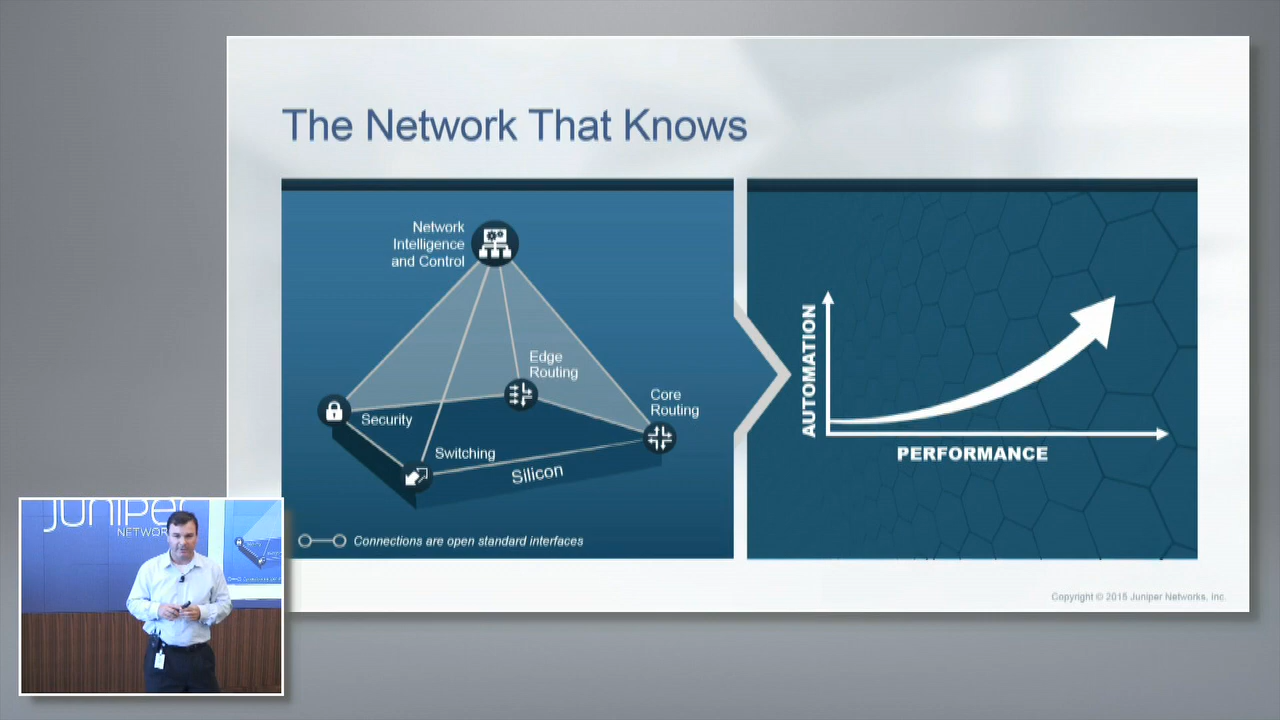 The Network That Knows
Network
Intelligence
and Control
Edge
Routing
Core
Routing
Security
Switching
Silicon
Connections are open standard interfaces
AUTOMATION
PERFORMANCE
Copyright © 2015 Juniper Networks, Inc.
JUNIPer
NETWOR